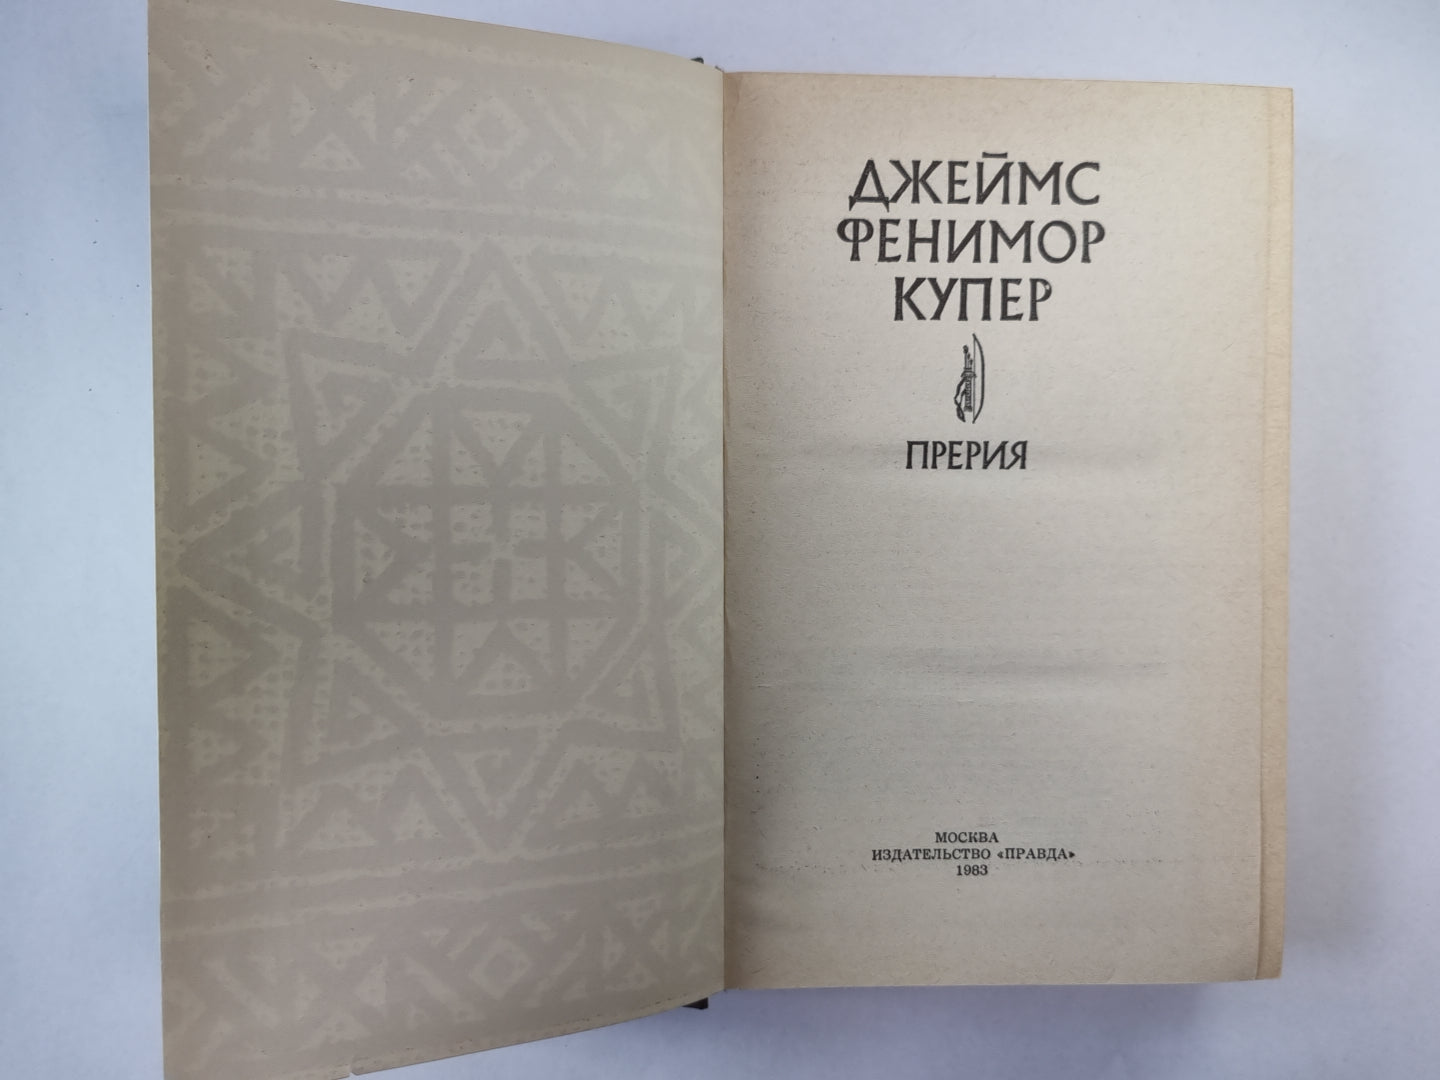 ДЖЕЙМС
ФЕНИМОР
КУПЕР
ПРЕРИЯ
МОСКВА
ИЗДАТЕЛЬСТВО «ПРАВДА»
1983